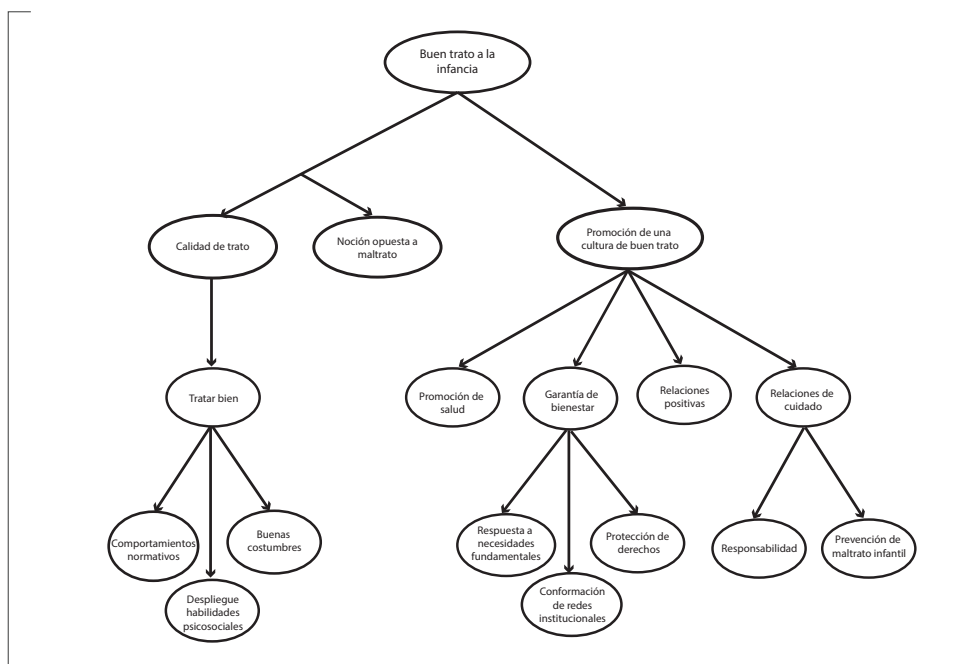 Buen trato a la
infancia
Calidad de trato
Noción opuesta a
maltrato
Promoción de una
cultura de buen trato
Tratar bien
Promoción de
salud
Garantía de
bienestar
Relaciones
positivas
Relaciones de
cuidado
Comportamientos
normativos
Buenas
costumbres
Despliegue
habilidades
psicosociales
Respuesta a
necesidades
fundamentales
Protección de
derechos
Conformación
de redes
institucionales
Responsabilidad
Prevención de
maltrato infantil